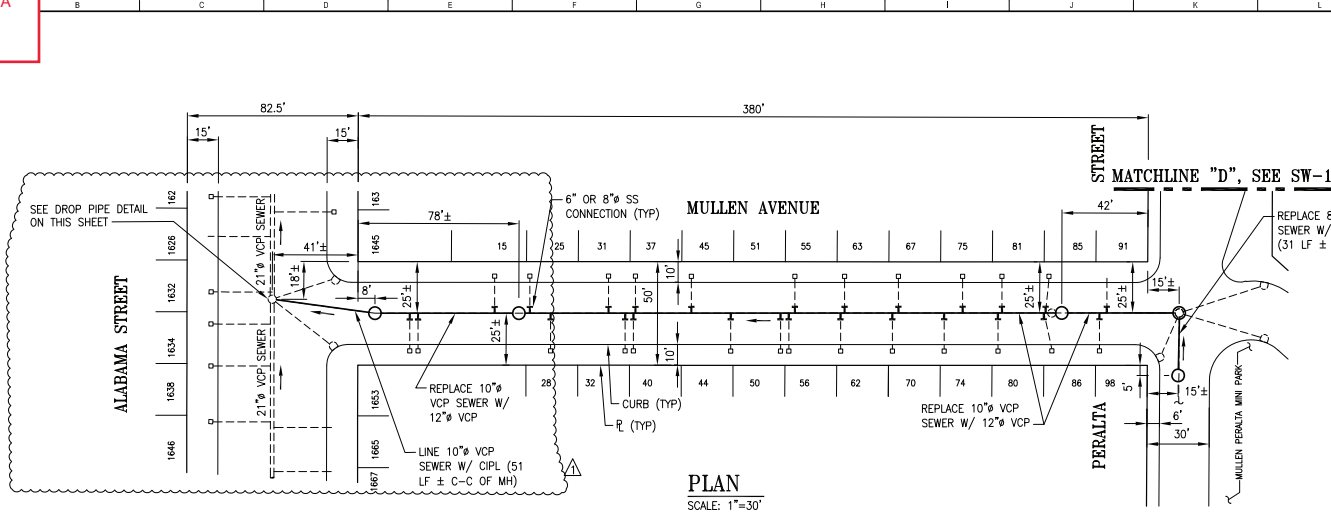 A
B C D E F G H I J K L
82.5'
380'
15'
15'
STREET
MATCHLINE "D", SEE SW-1
SEE DROP PIPE DETAIL
ON THIS SHEET
162
1626
1632
1634
1638
1646
ALABAMA STREET
21"ø VCP SEWER
21"ø VCP SEWER
41'±
18'±
8'
163
1645
1653
1665
1667
78'±
6" OR 8"ø SS
CONNECTION (TYP)
MULLEN AVENUE
42'
REPLACE 8
SEWER W/
(31 LF ±
15 25 31 37 45 51 55 63 67 75 81 85 91
25'±
25'±
50'
10'
10'
25'±
25'±
15'±
28 32 40 44 50 56 62 70 74 80 86 98
REPLACE 10"ø
VCP SEWER W/
12"ø VCP
CURB (TYP)
PL (TYP)
REPLACE 10"ø VCP
SEWER W/ 12"ø VCP
LINE 10"ø VCP
SEWER W/ CIPL (51
LF ± C-C OF MH)
1
PERALTA
5'
15'±
6'
30'
MULLEN PERALTA MINI PARK
PLAN
SCALE: 1"=30'